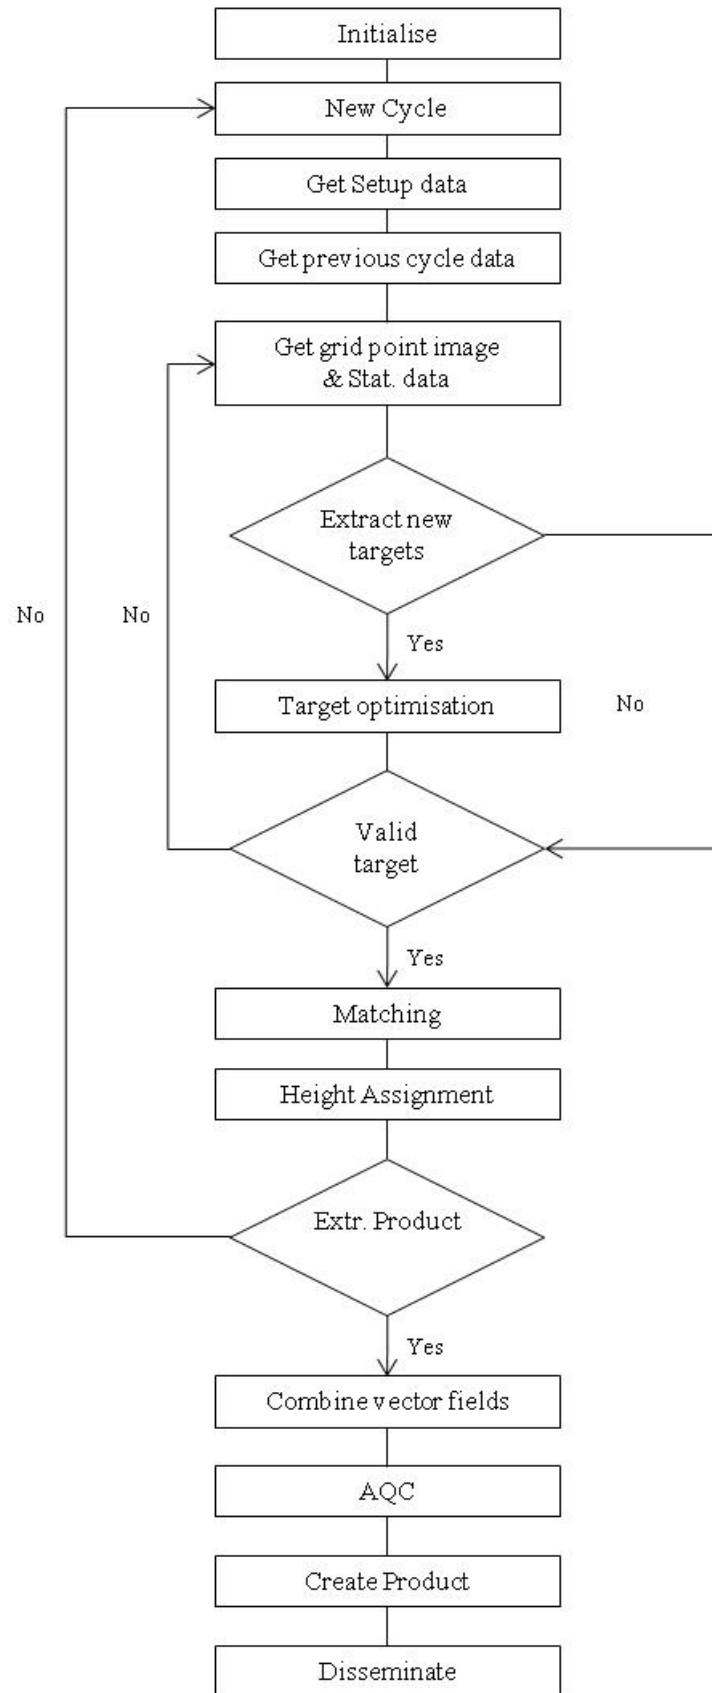 Initialise
New Cycle
Get Setup data
Get previous cycle data
Get grid point image
& Stat. data
Extract new
targets
No
No
Yes
Target optimisation
No
Valid
target
Yes
Matching
Height Assignment
Extr. Product
Yes
Combine vector fields
AQC
Create Product
Disseminate